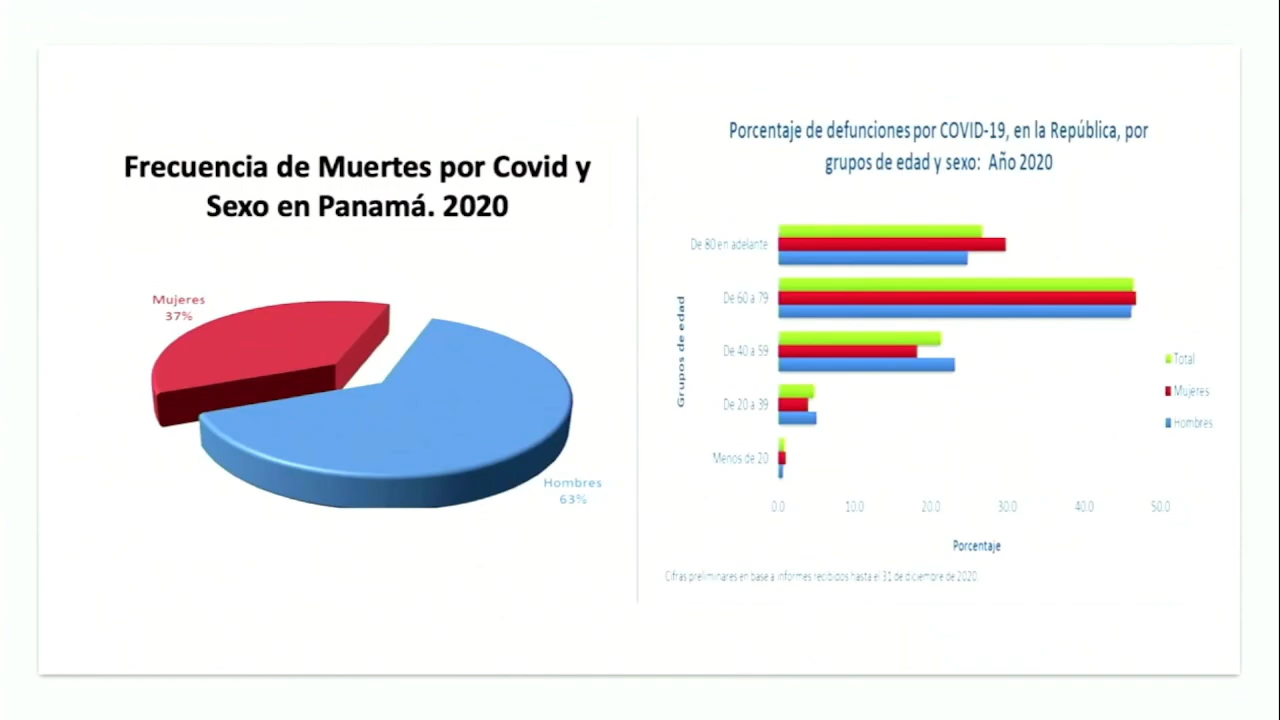 Frecuencia de Muertes por Covid y
Sexo en Panamá. 2020
Mujeres
37%
Hombres
63%
Porcentaje de defunciones por COVID-19, en la República, por
grupos de edad y sexo: Año 2020
Grupos de edad
De 80 en adelante
De 60 a 79
De 40 a 59
De 20 a 39
Menos de 20
0.0 10.0 20.0 30.0 40.0 50.0
Porcentaje
Total
Mujeres
Hombres
Cifras preliminares en base a informes recibidos hasta el 31 de diciembre de 2020.